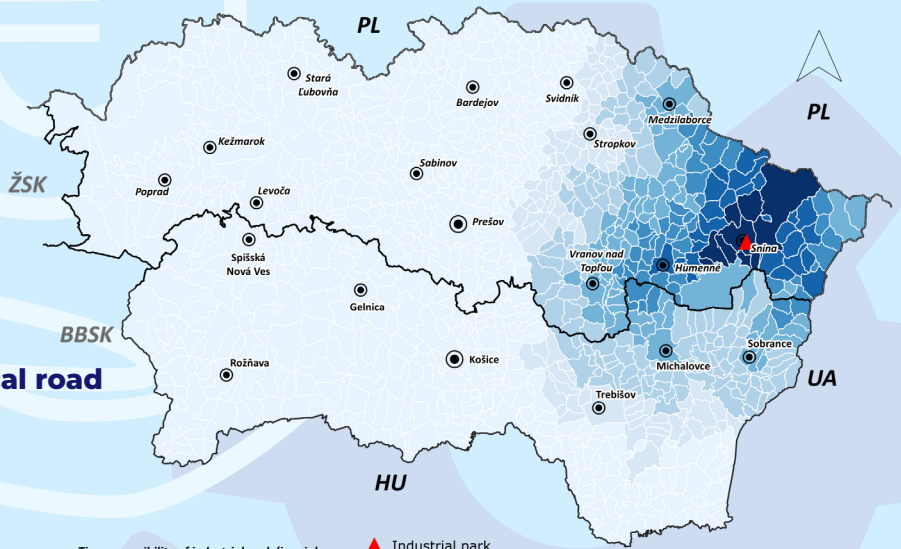 PL
Stará
Ľubovňa
Bardejov
Svidník
Medzilaborce
PL
Stropkov
Kežmarok
Sabinov
ŽSK
Poprad
Levoča
Prešov
Snina
Spišská
Nová Ves
Vranov nad
Topľou
Humenné
Gelnica
BBSK
Sobrance
Košice
Michalovce
Rožňava
al road
UA
Trebišov
HU
Industrial park